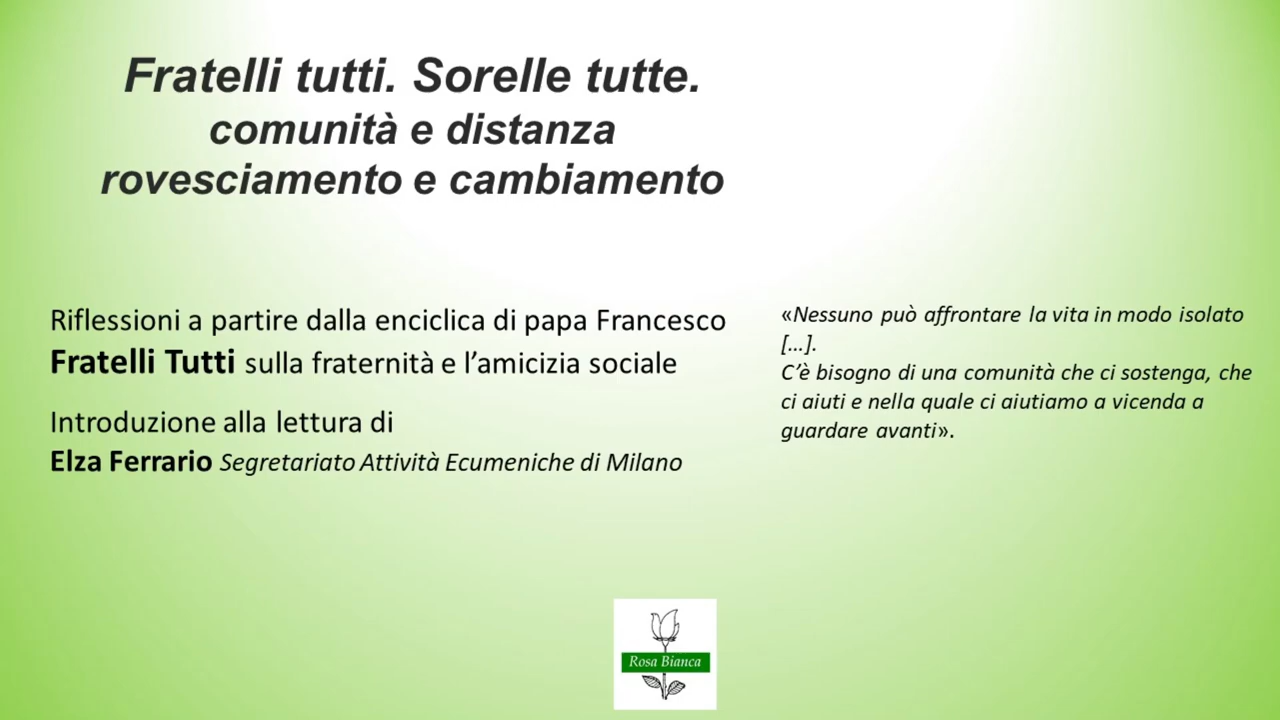 Fratelli tutti. Sorelle tutte.
comunità e distanza
rovesciamento e cambiamento
Riflessioni a partire dalla enciclica di papa Francesco
Fratelli Tutti sulla fraternità e l’amicizia sociale
Introduzione alla lettura di
Elza Ferrario Segretariato Attività Ecumeniche di Milano
«Nessuno può affrontare la vita in modo isolato
[…].
C’è bisogno di una comunità che ci sostenga, che
ci aiuti e nella quale ci aiutiamo a vicenda a
guardare avanti».
Rosa Bianca